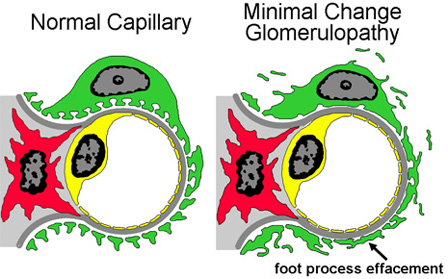 Normal Capillary
Minimal Change
Glomerulopathy
foot process effacement